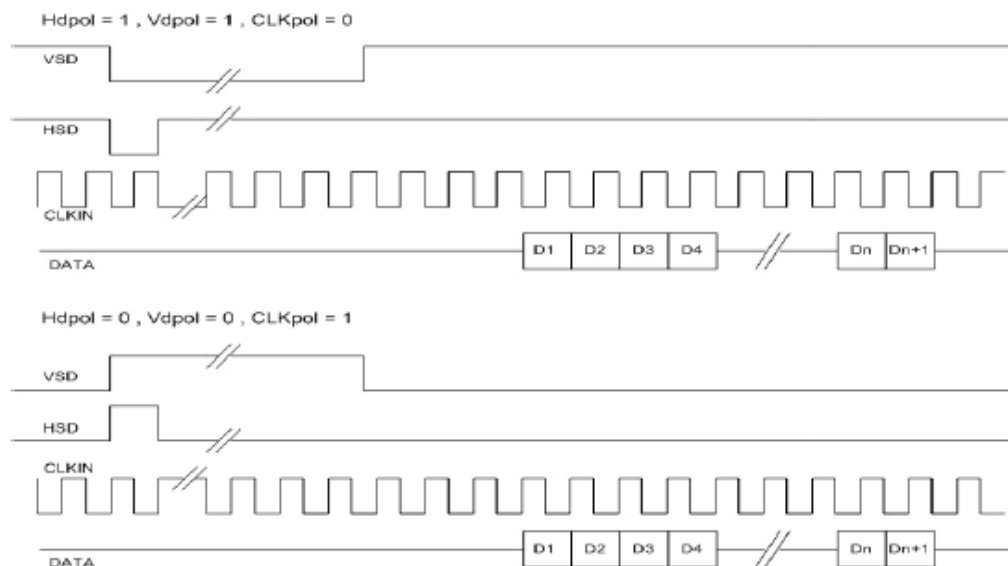 Hdpol = 1 , Vdpol = 1 , CLKpol = 0
VSD
HSD
CLKIN
DATA
D1 D2 D3 D4 Dn Dn+1
Hdpol = 0 , Vdpol = 0 , CLKpol = 1
VSD
HSD
CLKIN
DATA
D1 D2 D3 D4 Dn Dn+1